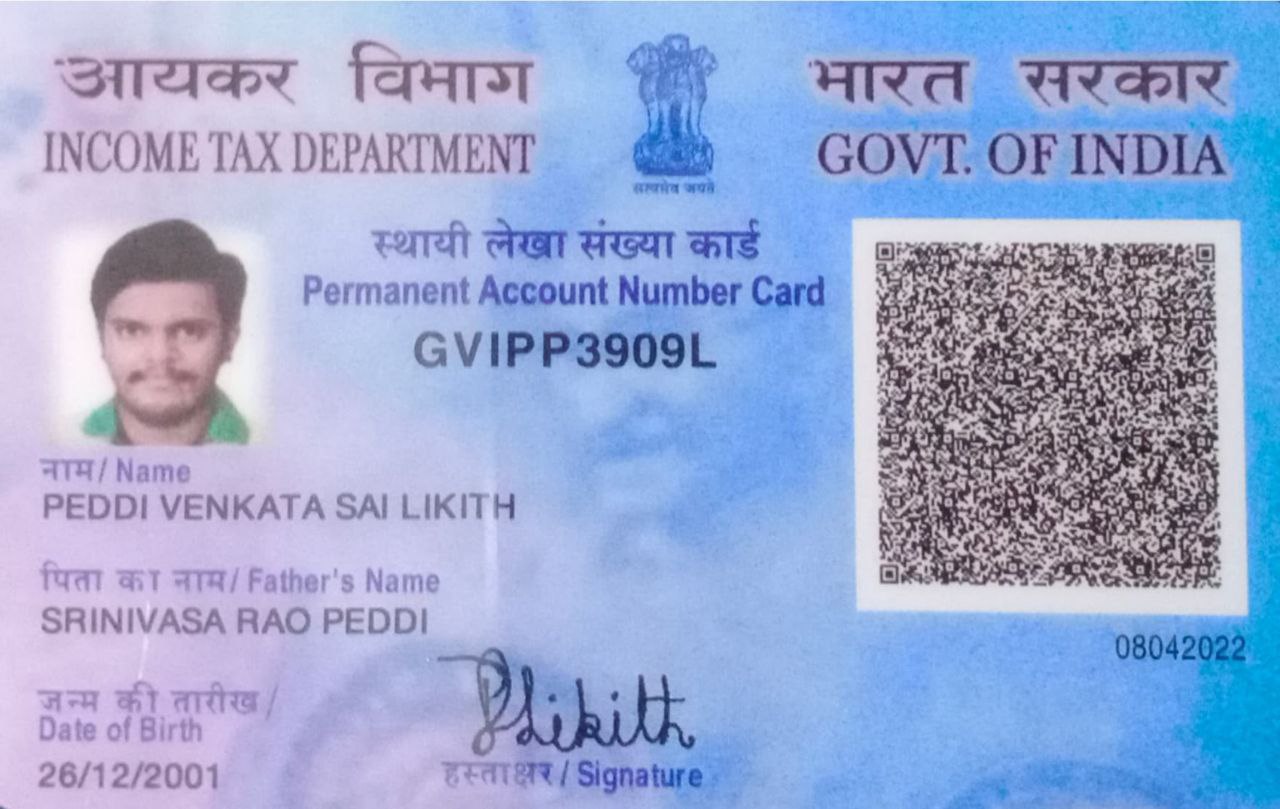 आयकर विभाग
INCOME TAX DEPARTMENT
सत्यमेव जयते
भारत सरकार
GOVT. OF INDIA
स्थायी लेखा संख्या कार्ड
Permanent Account Number Card
GVIPP3909L
नाम / Name
PEDDI VENKATA SAI LIKITH
पिता का नाम / Father's Name
SRINIVASA RAO PEDDI
08042022
जन्म की तारीख /
Date of Birth
26/12/2001
PLikith
हस्ताक्षर / Signature